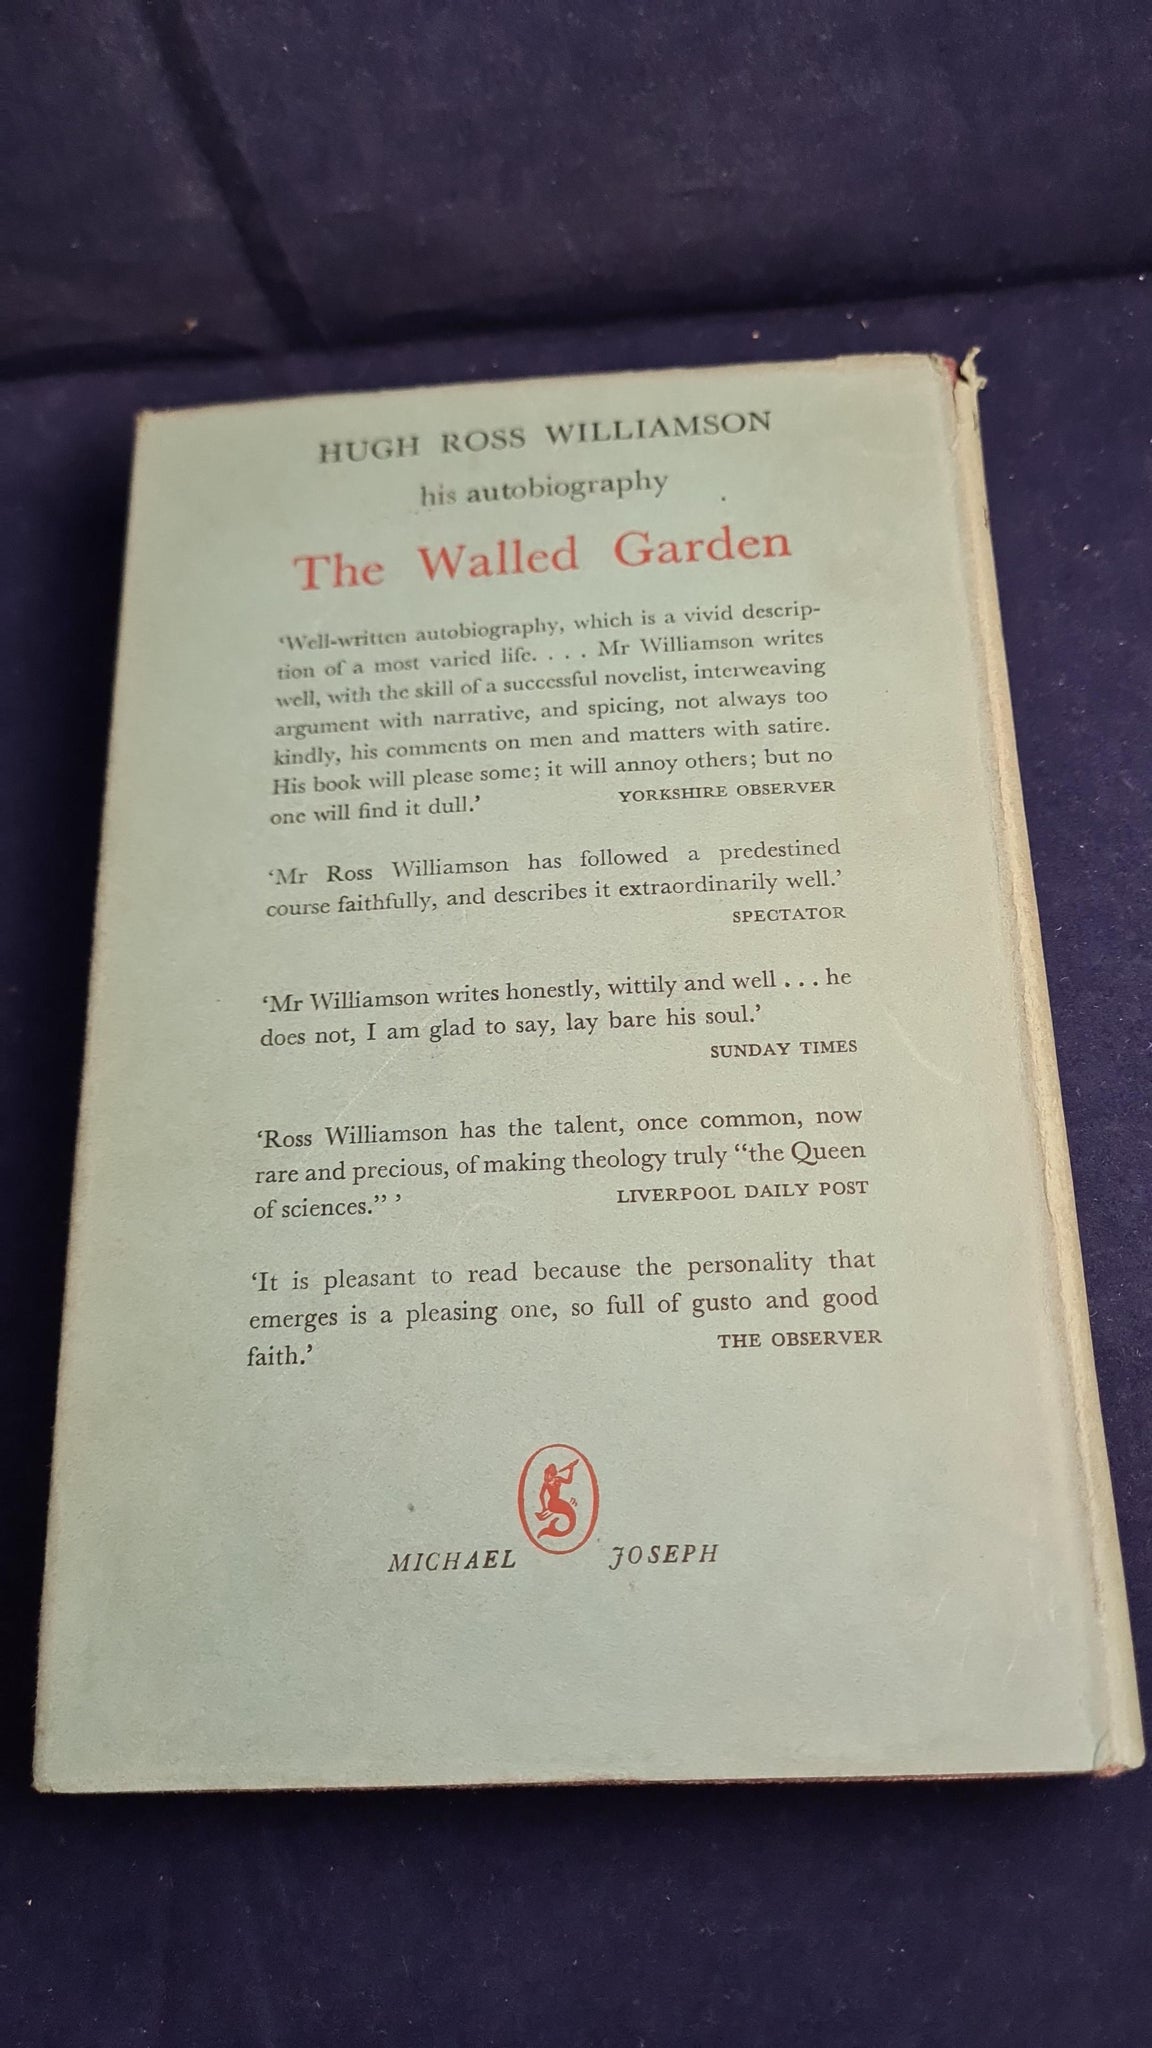 HUGH ROSS WILLIAMSON
his autobiography
The Walled Garden
‘Well-written autobiography, which is a vivid descrip-
tion of a most varied life. . . . Mr Williamson writes
well, with the skill of a successful novelist, interweaving
argument with narrative, and spicing, not always too
kindly, his comments on men and matters with satire.
His book will please some; it will annoy others; but no
one will find it dull.’ YORKSHIRE OBSERVER
‘Mr Ross Williamson has followed a predestined
course faithfully, and describes it extraordinarily well.’
SPECTATOR
‘Mr Williamson writes honestly, wittily and well . . . he
does not, I am glad to say, lay bare his soul.’
SUNDAY TIMES
‘Ross Williamson has the talent, once common, now
rare and precious, of making theology truly “the Queen
of sciences.” ’ LIVERPOOL DAILY POST
‘It is pleasant to read because the personality that
emerges is a pleasing one, so full of gusto and good
faith.’ THE OBSERVER
MICHAEL JOSEPH